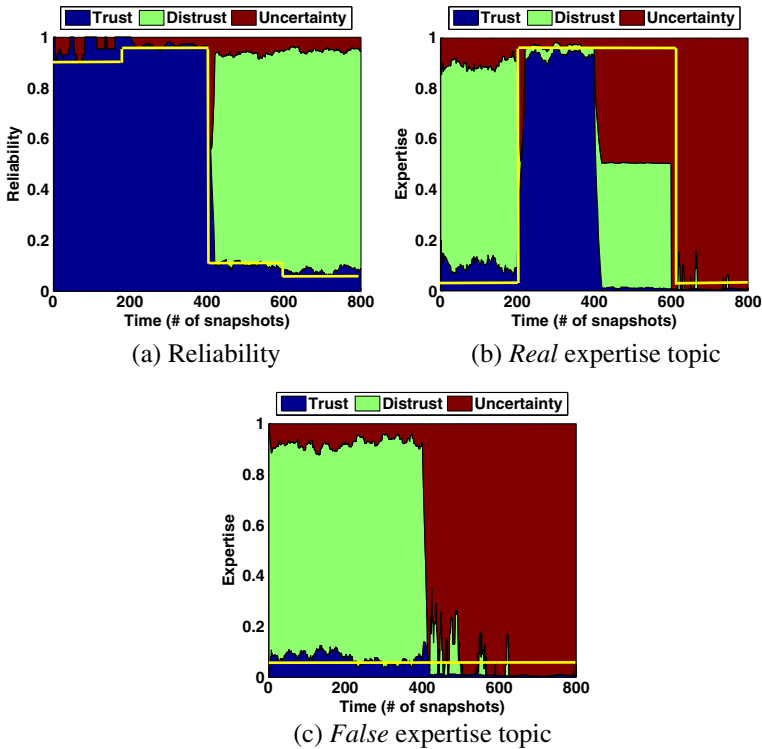 Trust Distrust Uncertainty
1
0.8
0.6
0.4
0.2
0
Reliability
0 200 400 600 800
Time (# of snapshots)
(a) Reliability
Trust Distrust Uncertainty
1
0.8
0.6
0.4
0.2
0
Expertise
0 200 400 600 800
Time (# of snapshots)
(b) Real expertise topic
Trust Distrust Uncertainty
1
0.8
0.6
0.4
0.2
0
Expertise
0 200 400 600 800
Time (# of snapshots)
(c) False expertise topic